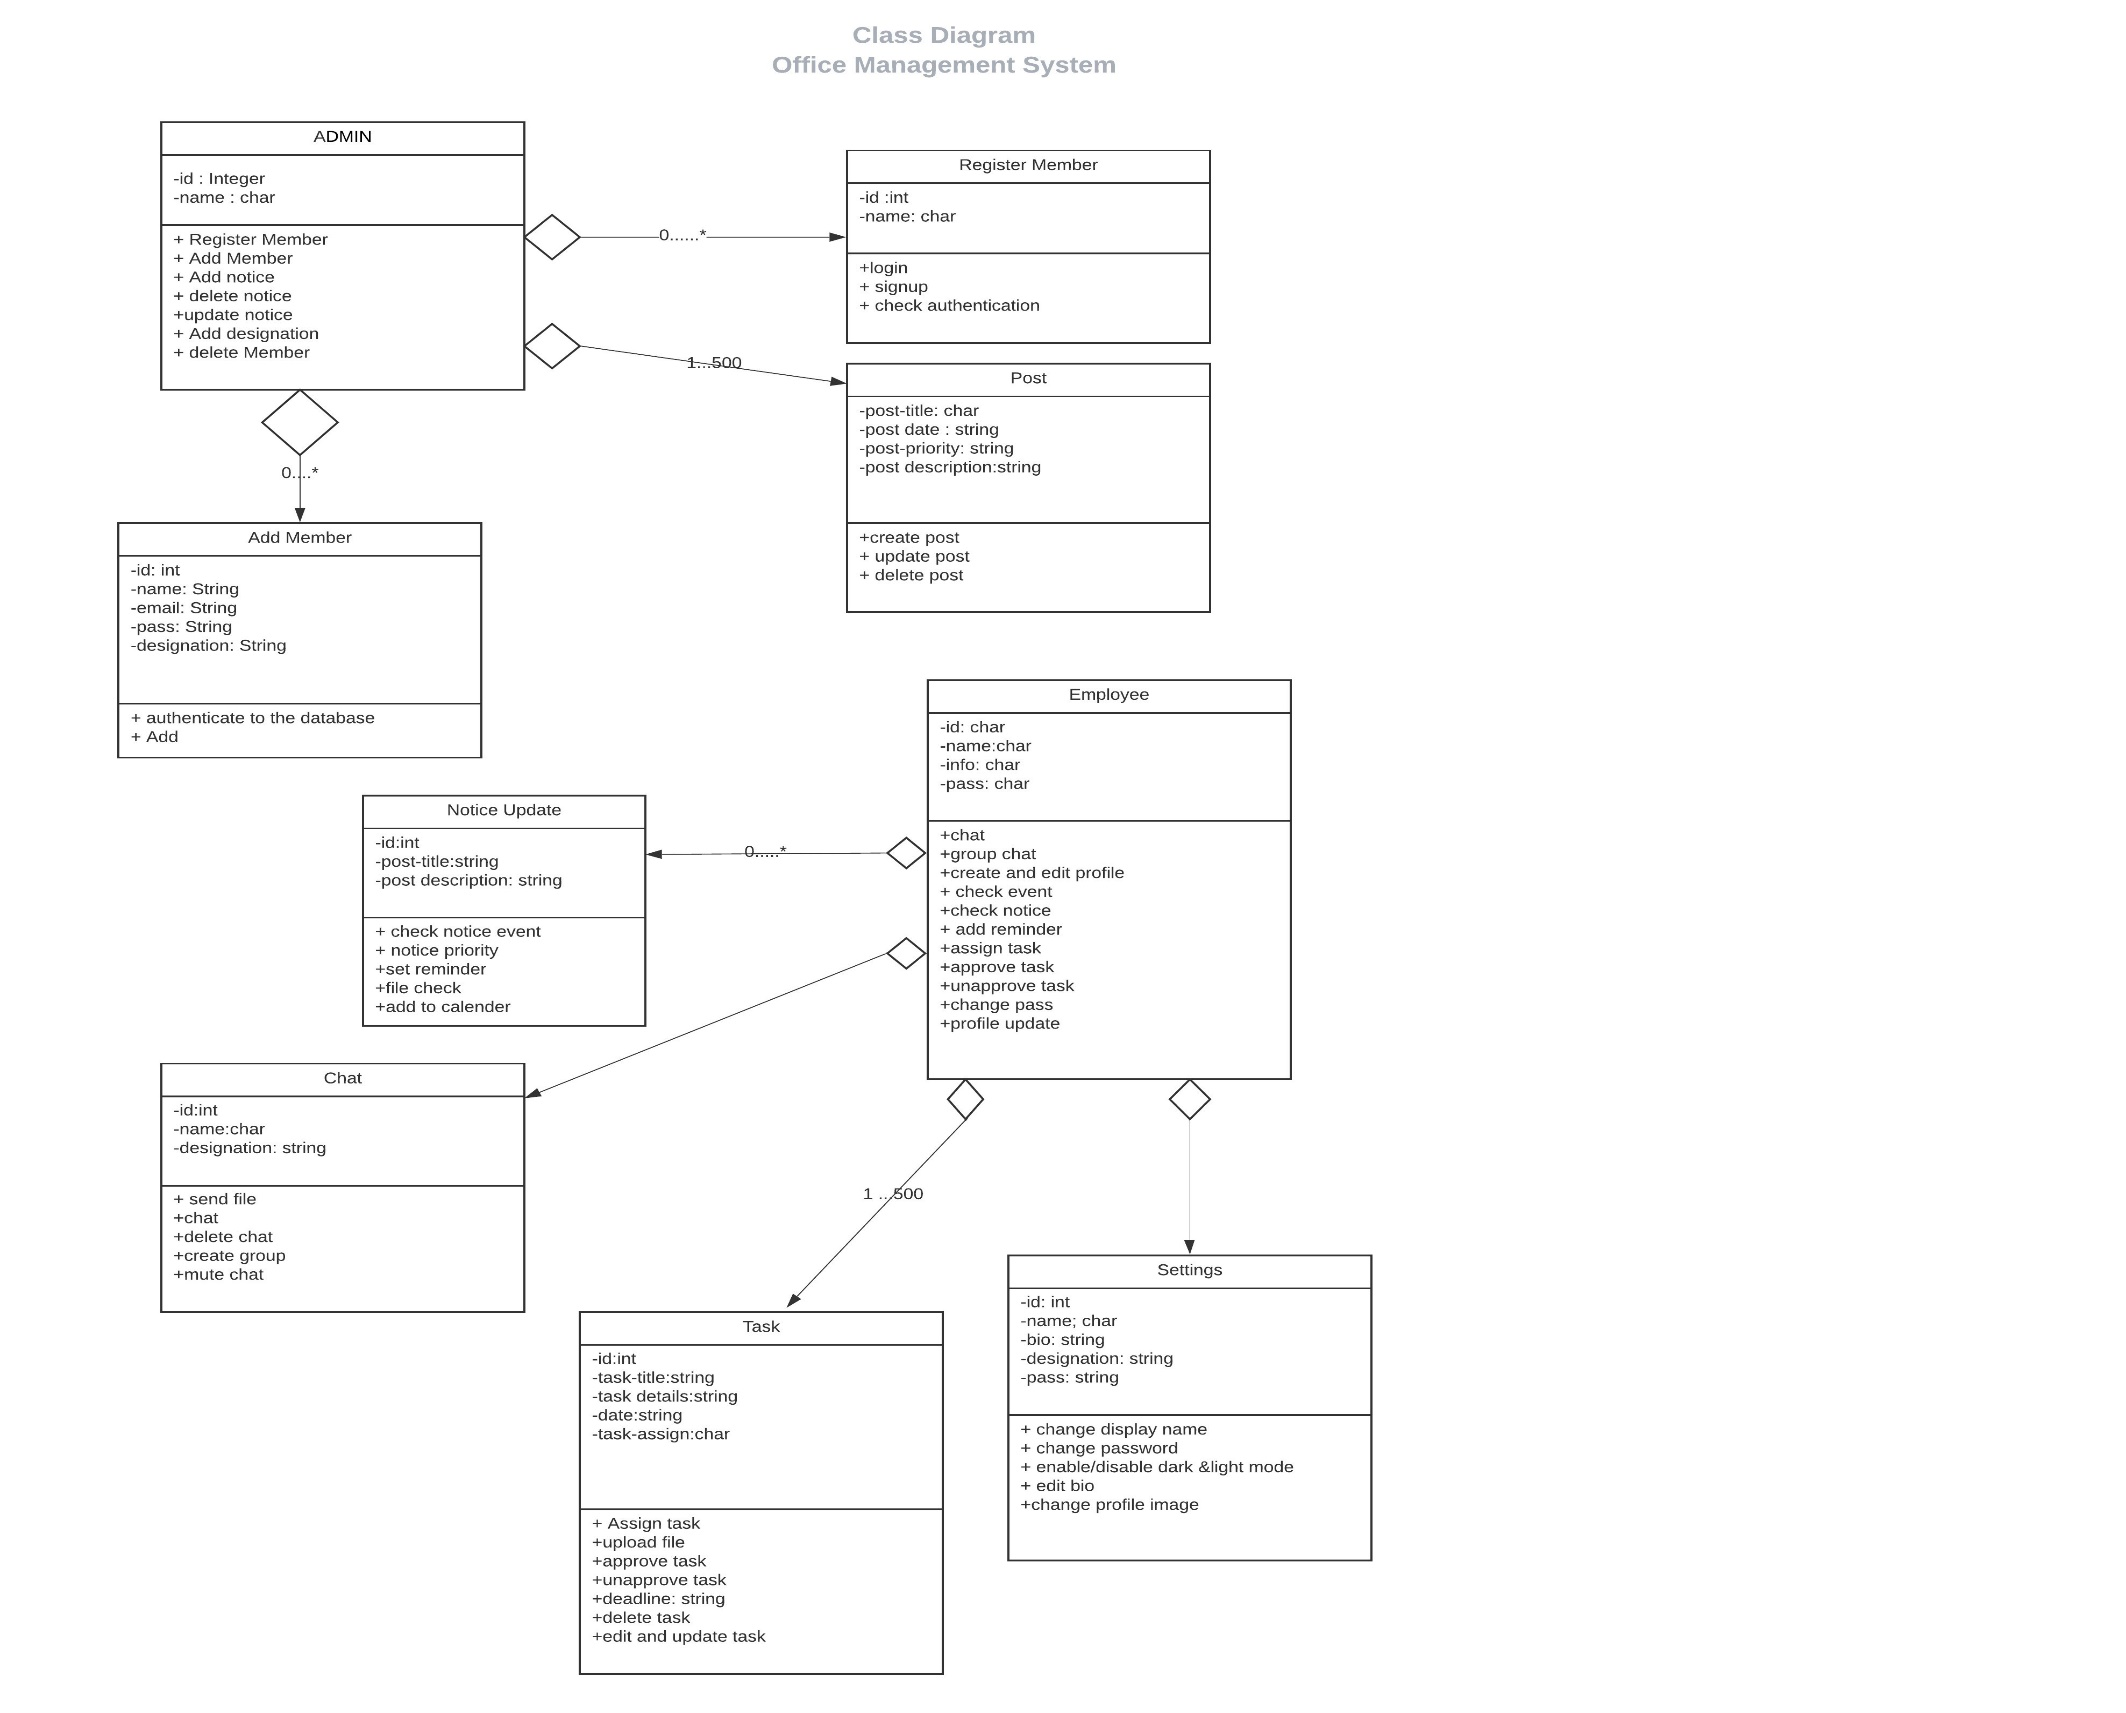 Class Diagram
Office Management System
ADMIN
-id : Integer
-name : char
+ Register Member
+ Add Member
+ Add notice
+ delete notice
+update notice
+ Add designation
+ delete Member
0......*
Register Member
-id :int
-name: char
+login
+ signup
+ check authentication
1...500
Post
-post-title: char
-post date : string
-post-priority: string
-post description:string
+create post
+ update post
+ delete post
0....*
Add Member
-id: int
-name: String
-email: String
-pass: String
-designation: String
+ authenticate to the database
+ Add
Employee
-id: char
-name:char
-info: char
-pass: char
+chat
+group chat
+create and edit profile
+ check event
+check notice
+ add reminder
+assign task
+approve task
+unapprove task
+change pass
+profile update
0.....*
Notice Update
-id:int
-post-title:string
-post description: string
+ check notice event
+ notice priority
+set reminder
+file check
+add to calender
Chat
-id:int
-name:char
-designation: string
+ send file
+chat
+delete chat
+create group
+mute chat
1 ...500
Task
-id:int
-task-title:string
-task details:string
-date:string
-task-assign:char
+ Assign task
+upload file
+approve task
+unapprove task
+deadline: string
+delete task
+edit and update task
Settings
-id: int
-name; char
-bio: string
-designation: string
-pass: string
+ change display name
+ change password
+ enable/disable dark &light mode
+ edit bio
+change profile image